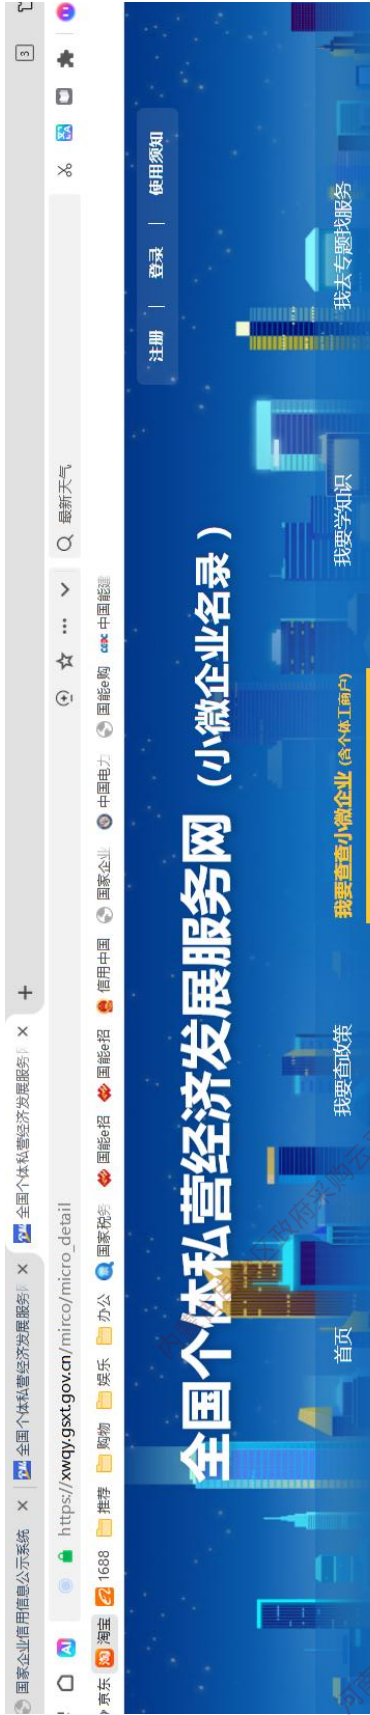 国家企业信用信息公示系统
全国个体私营经济发展服务
全国个体私营经济发展服务
3
AI
https://xwqy.gsxt.gov.cn/mirco/micro_detail
最新天气
京东
淘宝
1688
推荐
购物
娱乐
办公
国家税务
国能e招
国能e招
信用中国
国家企业
中国电力
国能e购
中国能建
注册 | 登录 | 使用须知
全国个体私营经济发展服务网（小微企业名录）
首页
我要查政策
我要查查小微企业 (含个体工商户)
我要学知识
我去专题找服务